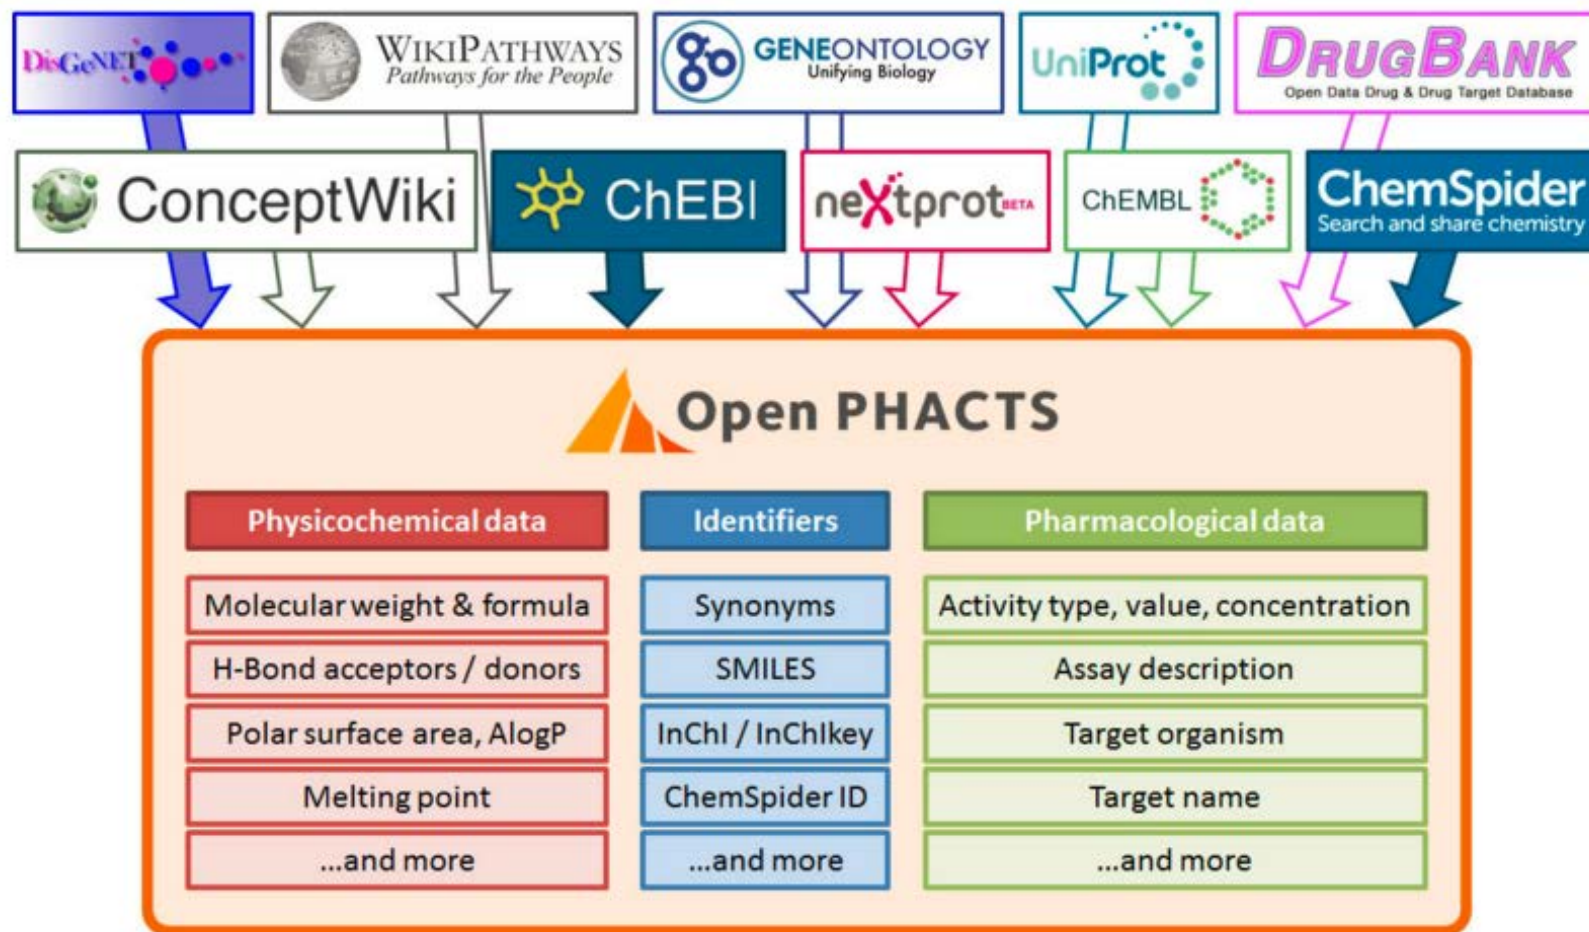 DisGeNET
WIKIPATHWAYS
Pathways for the People
GENEONTOLOGY
Unifying Biology
UniProt
DRUGBANK
Open Data Drug & Drug Target Database
ConceptWiki
ChEBI
neXtprot BETA
ChEMBL
ChemSpider
Search and share chemistry
Open PHACTS
Physicochemical data
Molecular weight & formula
H-Bond acceptors / donors
Polar surface area, AlogP
Melting point
...and more
Identifiers
Synonyms
SMILES
InChI / InChIkey
ChemSpider ID
...and more
Pharmacological data
Activity type, value, concentration
Assay description
Target organism
Target name
...and more